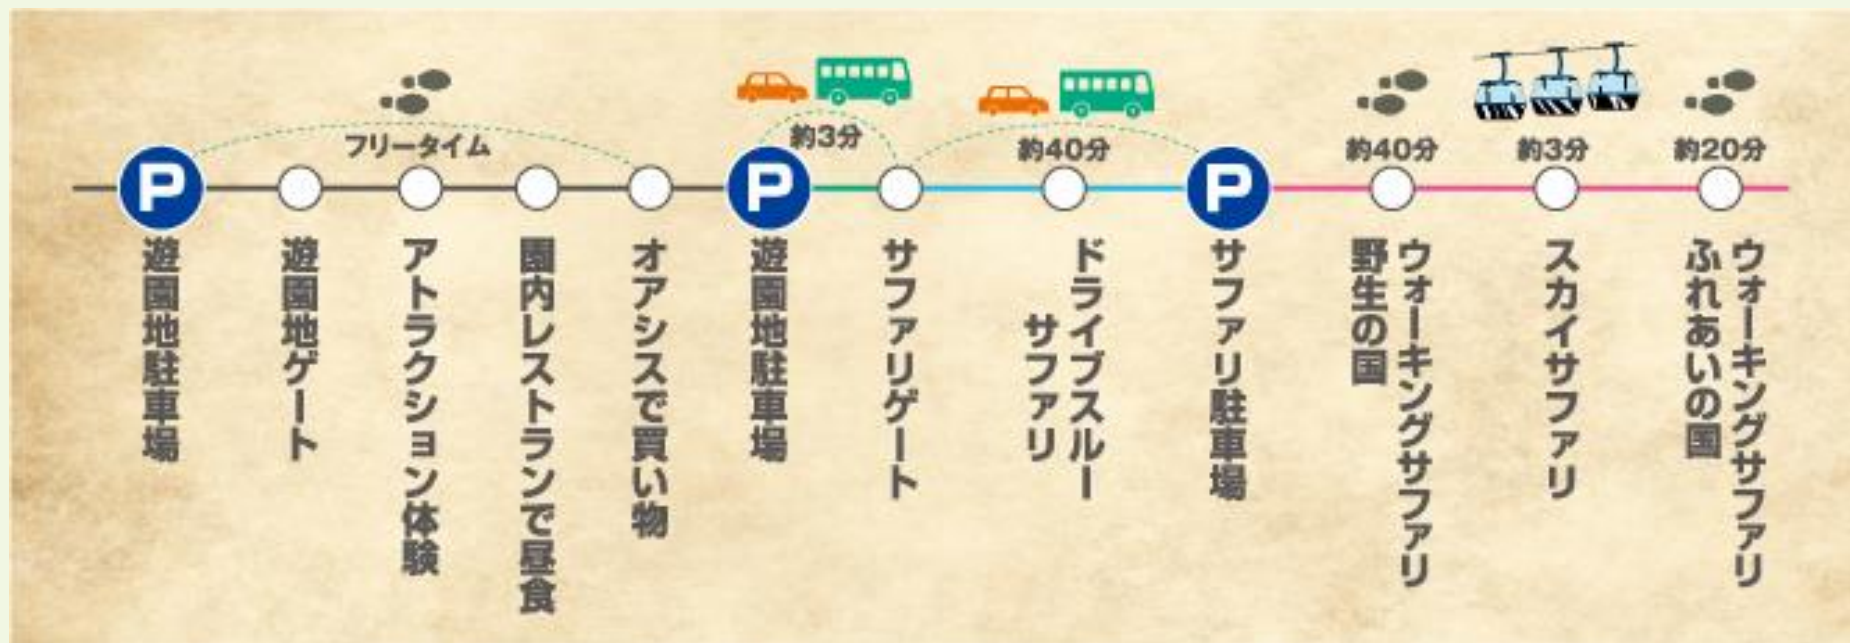 フリータイム
約3分
約40分
約40分
約3分
約20分
P
P
P
遊園地駐車場
遊園地ゲート
アトラクション体験
園内レストランで昼食
オアシスで買い物
遊園地駐車場
サファリゲート
ドライブスルー
サファリ
サファリ駐車場
ウォーキングサファリ
野生の国
スカイサファリ
ウォーキングサファリ
ふれあいの国